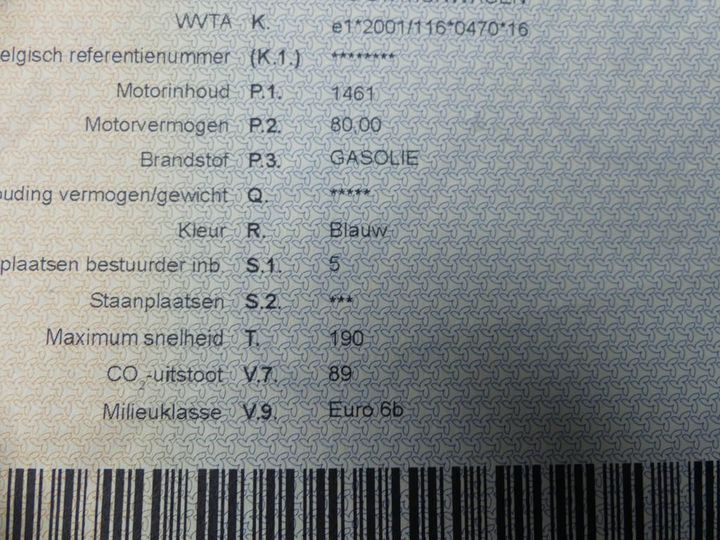 WVTA K. e1*2001/116*0470*16
elgisch referentienummer (K.1.) ********
Motorinhoud P.1. 1461
Motorvermogen P.2. 80,00
Brandstof P.3. GASOLIE
ouding vermogen/gewicht Q. *****
Kleur R. Blauw
plaatsen bestuurder inb. S.1. 5
Staanplaatsen S.2. ***
Maximum snelheid T. 190
CO₂-uitstoot V.7. 89
Milieuklasse V.9. Euro 6b